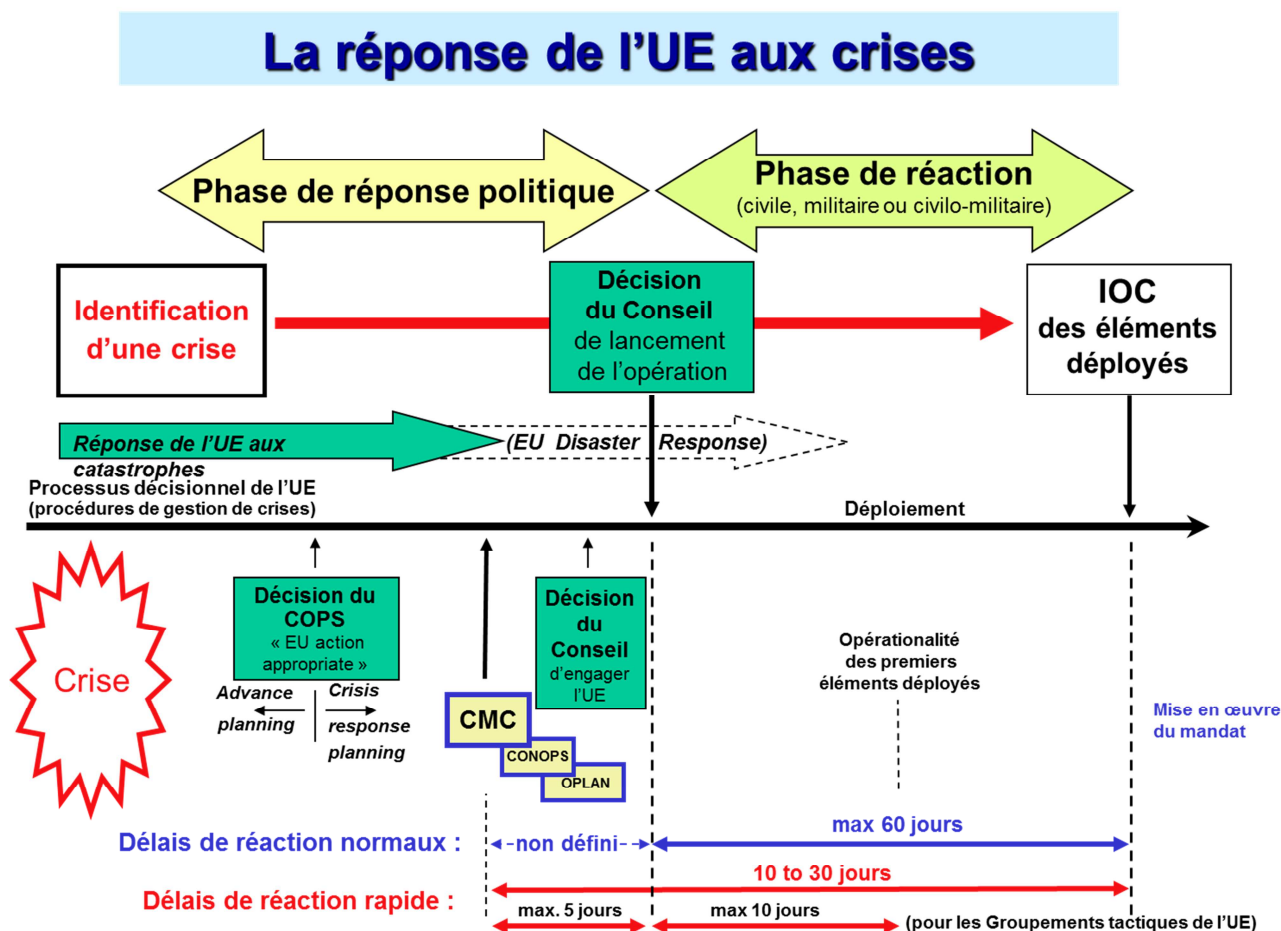 La réponse de l’UE aux crises
Phase de réponse politique
Phase de réaction
(civile, militaire ou civilo-militaire)
Identification
d’une crise
Décision
du Conseil
de lancement
de l’opération
IOC
des éléments
déployés
Réponse de l’UE aux
catastrophes
(EU Disaster Response)
Processus décisionnel de l’UE
(procédures de gestion de crises)
Déploiement
Crise
Décision du
COPS
« EU action
appropriate »
Advance
planning
Crisis
response
planning
CMC
CONOPS
OPLAN
Décision
du
Conseil
d’engager
l’UE
Opérationalité
des premiers
éléments déployés
Mise en œuvre
du mandat
Délais de réaction normaux :
non défini
max 60 jours
10 to 30 jours
Délais de réaction rapide :
max. 5 jours
max 10 jours
(pour les Groupements tactiques de l’UE)